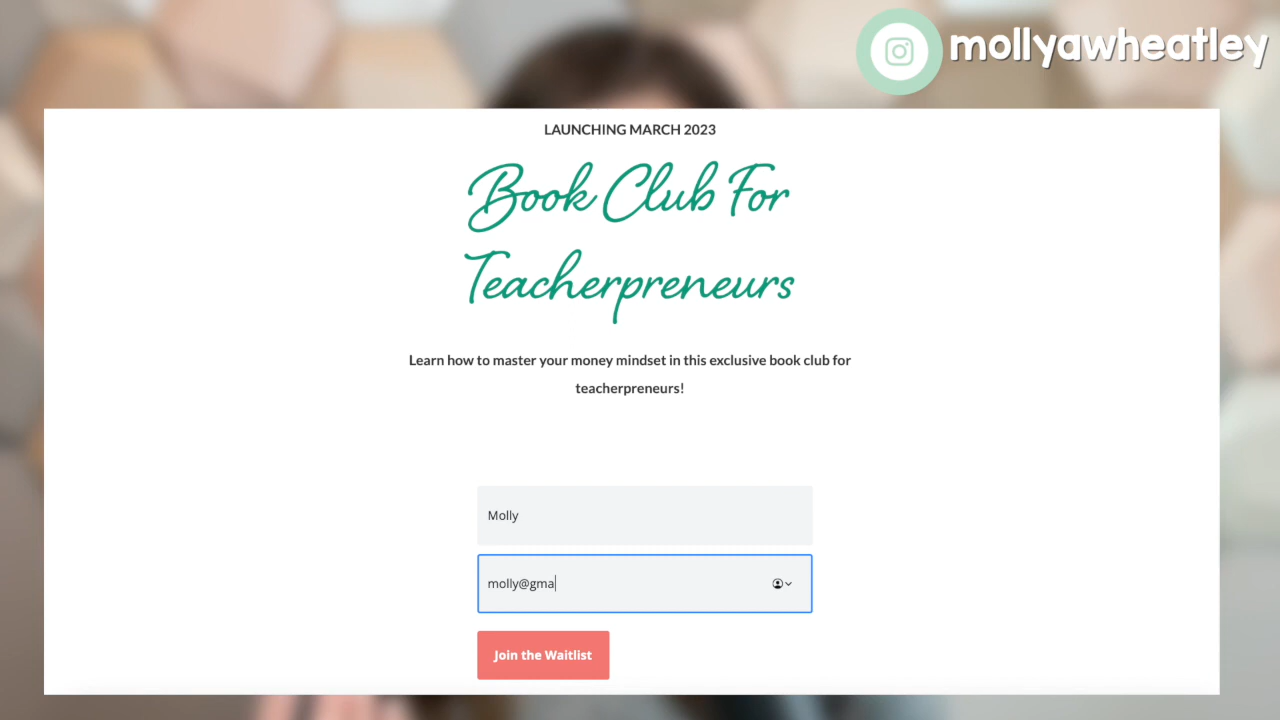 mollyawheatley
LAUNCHING MARCH 2023
Book Club For
Teacherpreneurs
Learn how to master your money mindset in this exclusive book club for
teacherpreneurs!
Molly
molly@gma
Join the Waitlist